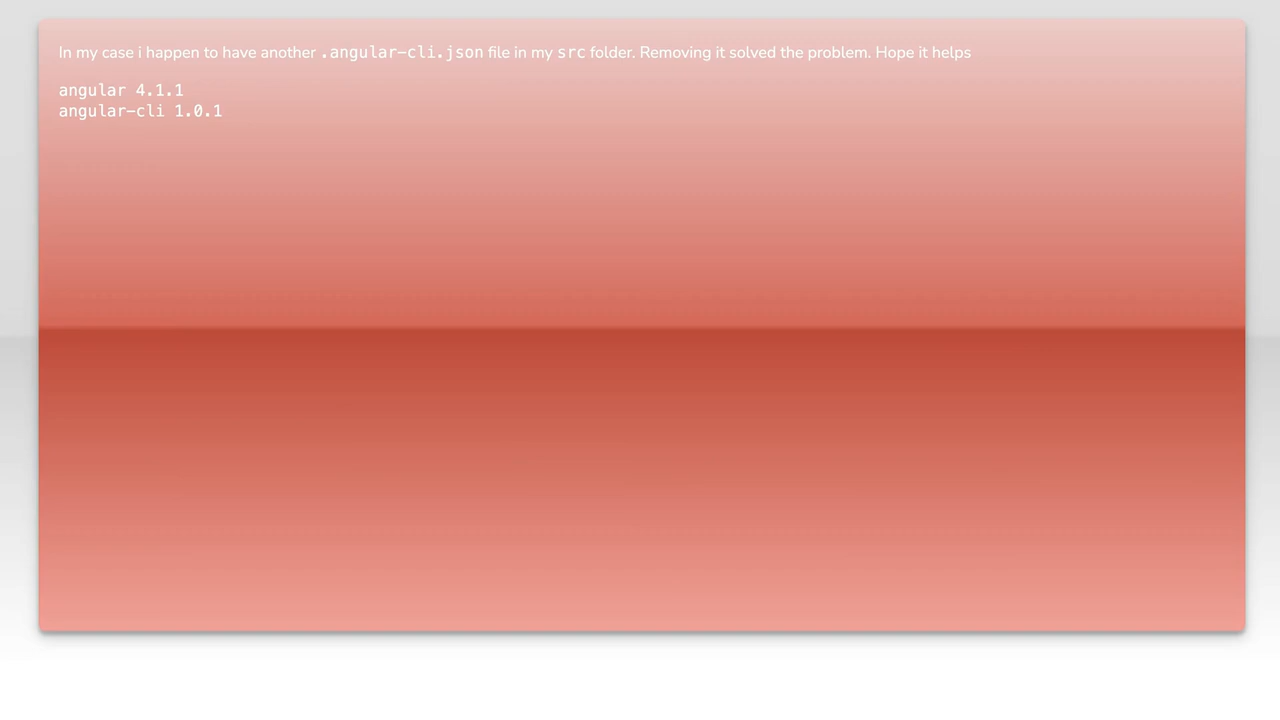 In my case i happen to have another .angular-cli.json file in my src folder. Removing it solved the problem. Hope it helps
angular 4.1.1
angular-cli 1.0.1